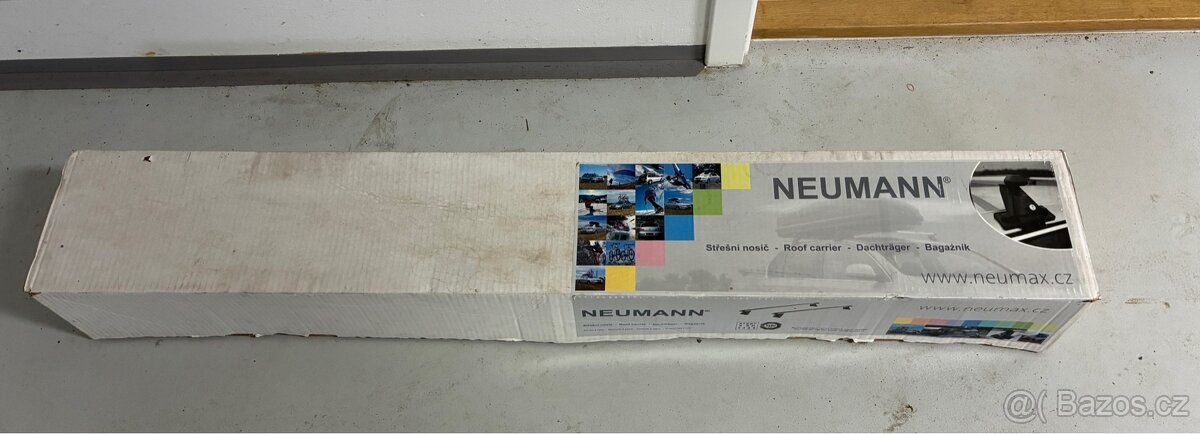 NEUMANN®
Střešní nosič - Roof carrier - Dachträger - Bagażnik
www.neumax.cz
NEUMANN
www.neumax.cz
@( Bazos.cz